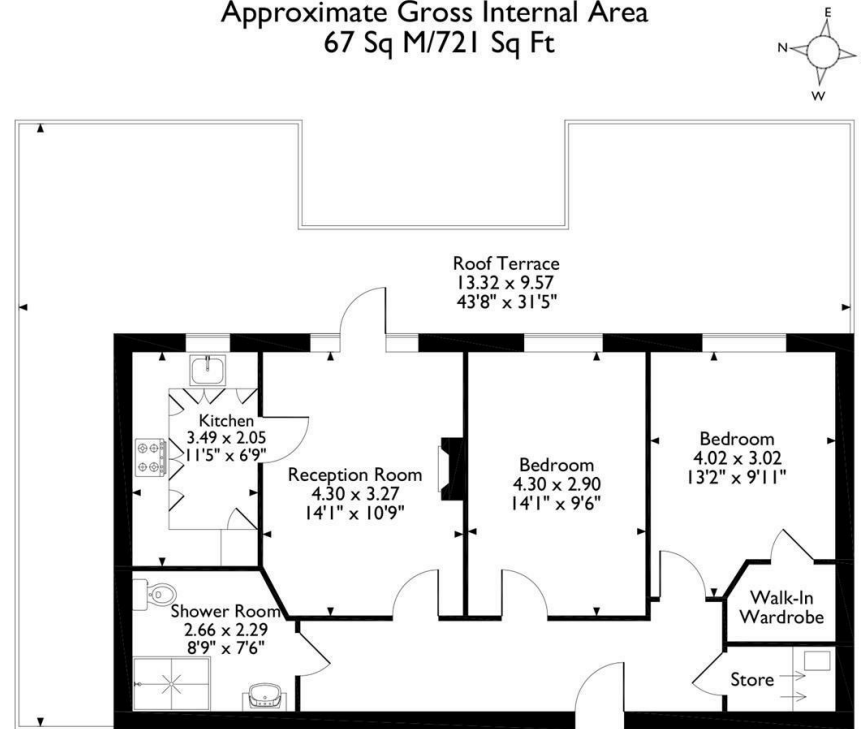 Approximate Gross Internal Area
67 Sq M/721 Sq Ft
E
N
W
Roof Terrace
13.32 x 9.57
43'8" x 31'5"
Kitchen
3.49 x 2.05
11'5" x 6'9"
Reception Room
4.30 x 3.27
14'1" x 10'9"
Bedroom
4.30 x 2.90
14'1" x 9'6"
Bedroom
4.02 x 3.02
13'2" x 9'11"
Walk-In
Wardrobe
Shower Room
2.66 x 2.29
8'9" x 7'6"
Store